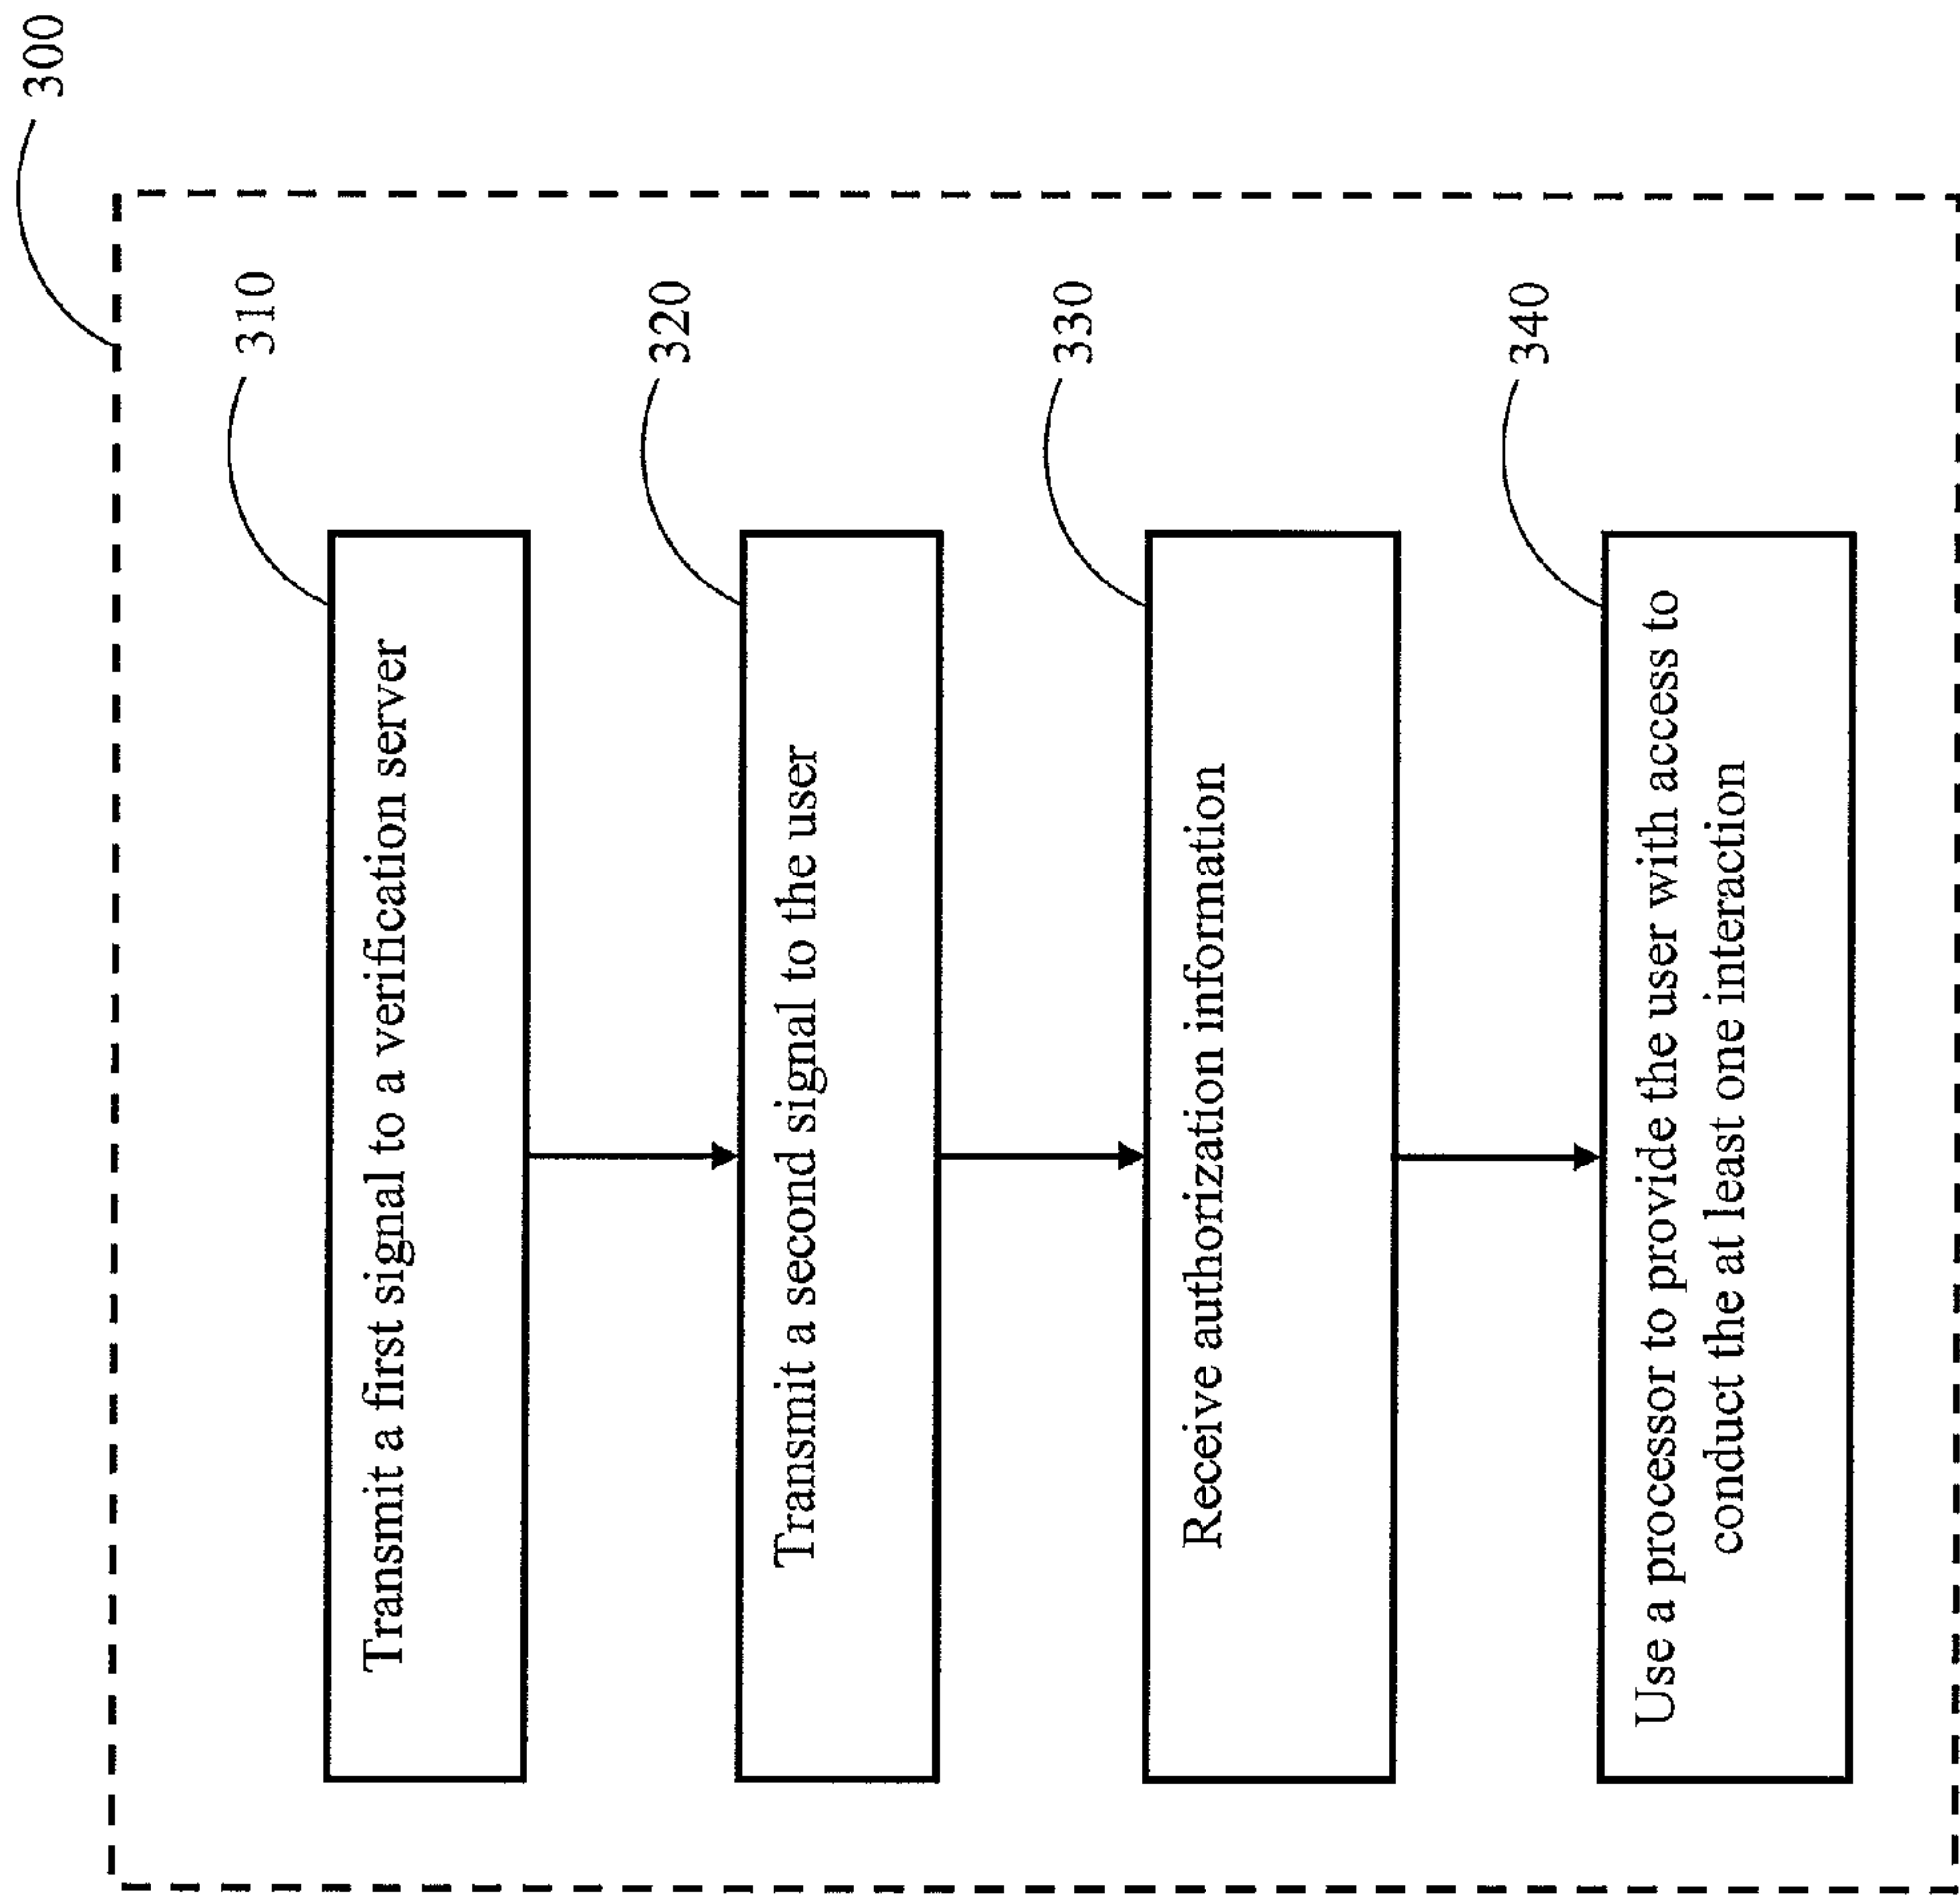 300
310
Transmit a first signal to a verification server
320
Transmit a second signal to the user
330
Receive authorization information
340
Use a processor to provide the user with access to
conduct the at least one interaction